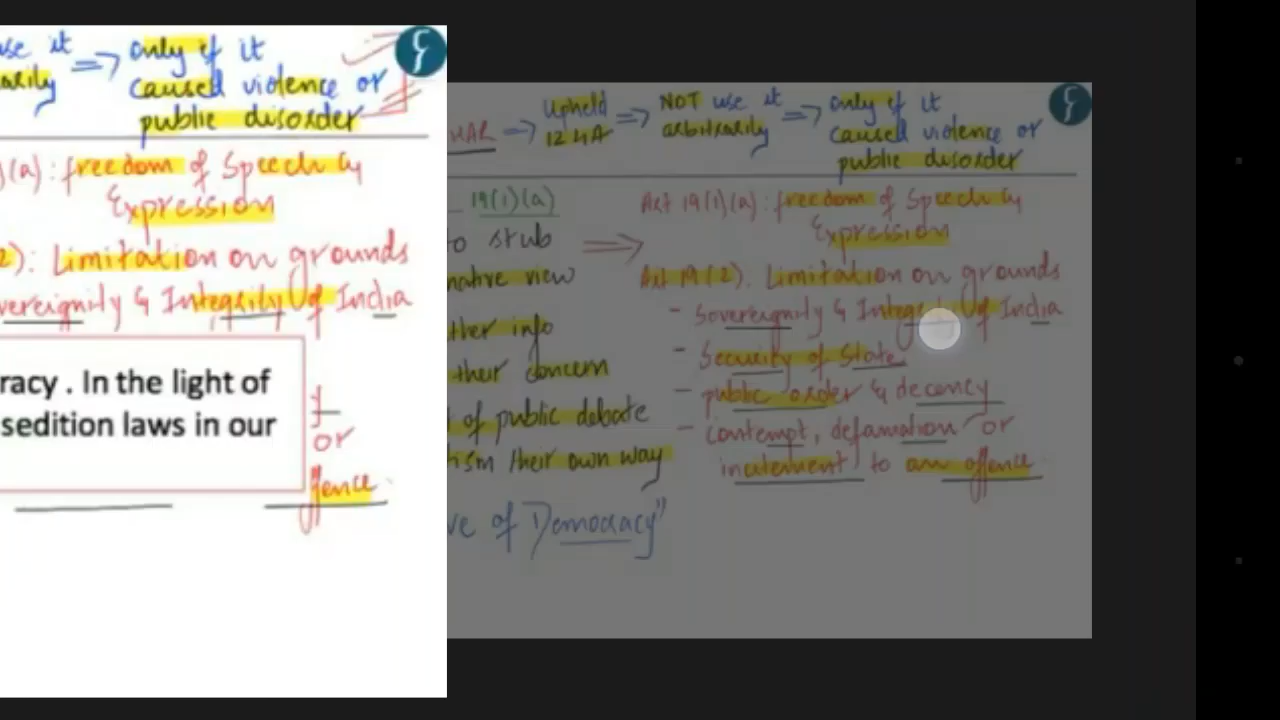 use it => only if it
arily caused violence or
public disorder
(a): freedom of Speech &
Expression
2): Limitation on grounds
vereignity & Integrity of India
racy . In the light of
sedition laws in our
or
ffence
Upheld => NOT use it => only if it
124A arbitrarily caused violence or
public disorder
19(1)(a)
to stub
native view
ther info
their concern
of public debate
tism their own way
ve of Democracy"
Art 19(1)(a): freedom of Speech &
Expression
Art 19(2). Limitation on grounds
- Sovereignity & Integrity of India
- Security of State
- public order & decency
- contempt, defamation or
incitement to an offence